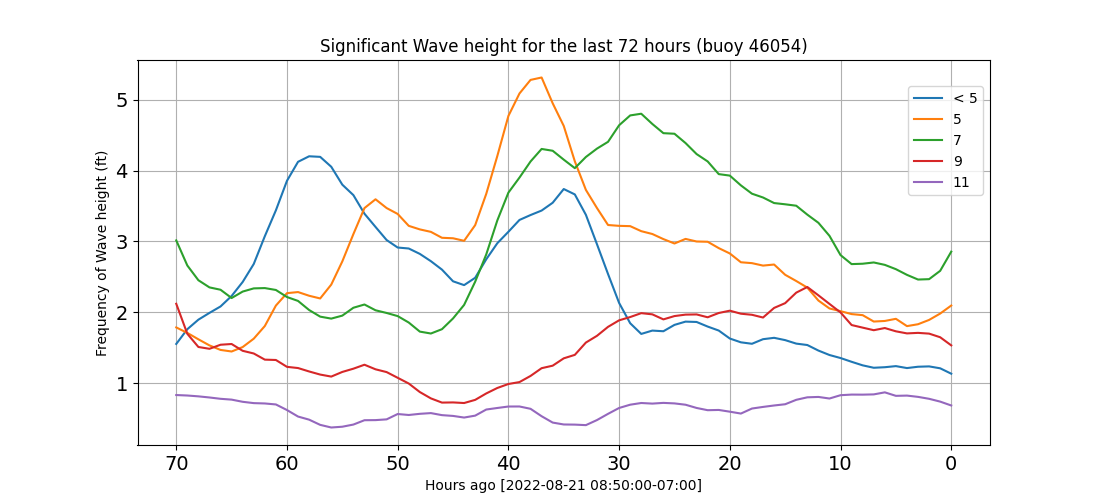 Significant Wave height for the last 72 hours (buoy 46054)
Frequency of Wave height (ft)
5
4
3
2
1
< 5
5
7
9
11
70 60 50 40 30 20 10 0
Hours ago [2022-08-21 08:50:00-07:00]